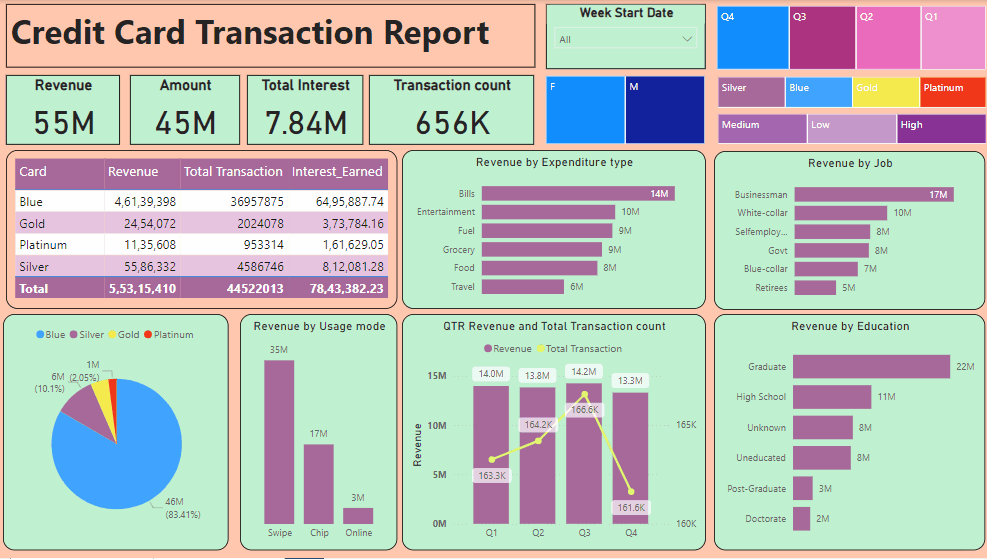 Credit Card Transaction Report
Week Start Date
All
Q4 Q3 Q2 Q1
Revenue
55M
Amount
45M
Total Interest
7.84M
Transaction count
656K
F M
Silver Blue Gold Platinum
Medium Low High
Card Revenue Total Transaction Interest_Earned
Blue 4,61,39,398 36957875 64,95,887.74
Gold 24,54,072 2024078 3,73,784.16
Platinum 11,35,608 953314 1,61,629.05
Silver 55,86,332 4586746 8,12,081.28
Total 5,53,15,410 44522013 78,43,382.23
Revenue by Expenditure type
Bills 14M
Entertainment 10M
Fuel 9M
Grocery 9M
Food 8M
Travel 6M
Revenue by Job
Businessman 17M
White-collar 10M
Selfemploy... 8M
Govt 8M
Blue-collar 7M
Retirees 5M
Blue Silver Gold Platinum
1M
(2.05%)
6M
(10.1%)
46M
(83.41%)
Revenue by Usage mode
35M
17M
3M
Swipe Chip Online
QTR Revenue and Total Transaction count
Revenue Total Transaction
15M
10M
5M
0M
Revenue
14.0M 13.8M 14.2M 13.3M
163.3K 164.2K 166.6K 161.6K
165K
160K
Q1 Q2 Q3 Q4
Revenue by Education
Graduate 22M
High School 11M
Unknown 8M
Uneducated 8M
Post-Graduate 3M
Doctorate 2M